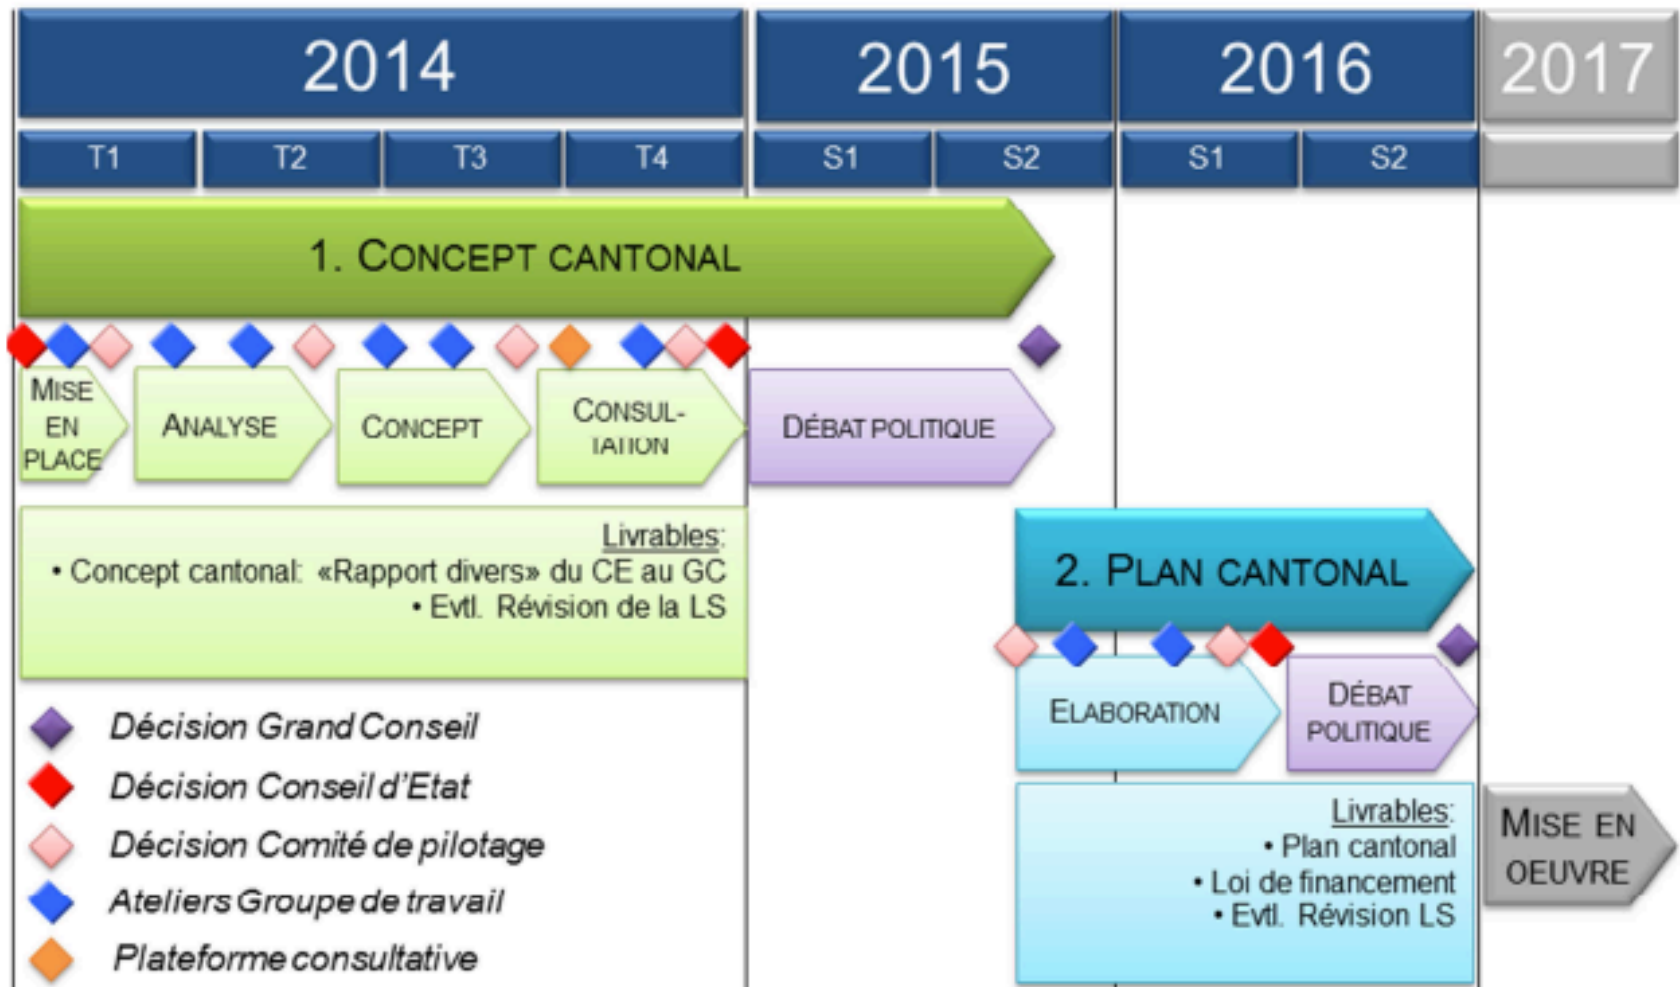 2014
2015
2016
2017
T1
T2
T3
T4
S1
S2
S1
S2
1. CONCEPT CANTONAL
MISE
EN
PLACE
ANALYSE
CONCEPT
CONSUL-
TATION
DÉBAT POLITIQUE
Livrables:
• Concept cantonal: «Rapport divers» du CE au GC
• Evtl. Révision de la LS
2. PLAN CANTONAL
ELABORATION
DÉBAT
POLITIQUE
Livrables:
• Plan cantonal
• Loi de financement
• Evtl. Révision LS
MISE EN
OEUVRE
Décision Grand Conseil
Décision Conseil d'Etat
Décision Comité de pilotage
Ateliers Groupe de travail
Plateforme consultative